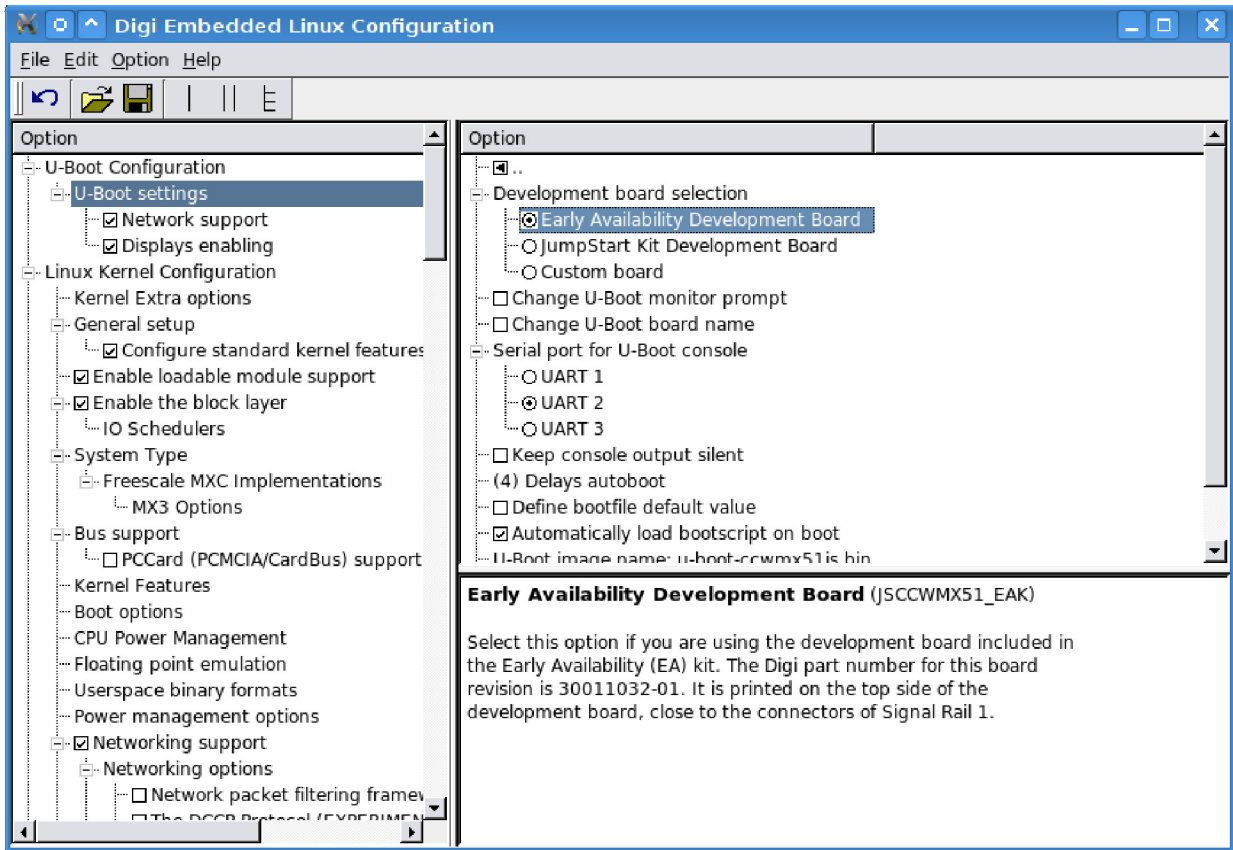 Digi Embedded Linux Configuration
File Edit Option Help
Option
U-Boot Configuration
U-Boot settings
Network support
Displays enabling
Linux Kernel Configuration
Kernel Extra options
General setup
Configure standard kernel features
Enable loadable module support
Enable the block layer
IO Schedulers
System Type
Freescale MXC Implementations
MX3 Options
Bus support
PCCard (PCMCIA/CardBus) support
Kernel Features
Boot options
CPU Power Management
Floating point emulation
Userspace binary formats
Power management options
Networking support
Networking options
Network packet filtering
The DCCP Protocol
Option
..
Development board selection
Early Availability Development Board
JumpStart Kit Development Board
Custom board
Change U-Boot monitor prompt
Change U-Boot board name
Serial port for U-Boot console
UART 1
UART 2
UART 3
Keep console output silent
(4) Delays autoboot
Define bootfile default value
Automatically load bootscript on boot
U-Boot image name: u-boot-ccwmx51js.bin
Early Availability Development Board (JSCCWMX51_EAK)
Select this option if you are using the development board included in
the Early Availability (EA) kit. The Digi part number for this board
revision is 30011032-01. It is printed on the top side of the
development board, close to the connectors of Signal Rail 1.